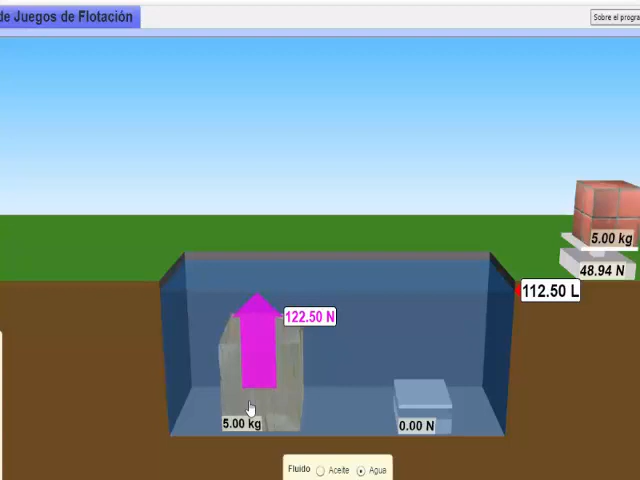 de Juegos de Flotación
Sobre el progra
5.00 kg
48.94 N
112.50 L
122.50 N
5.00 kg
0.00 N
Fluido Aceite Agua